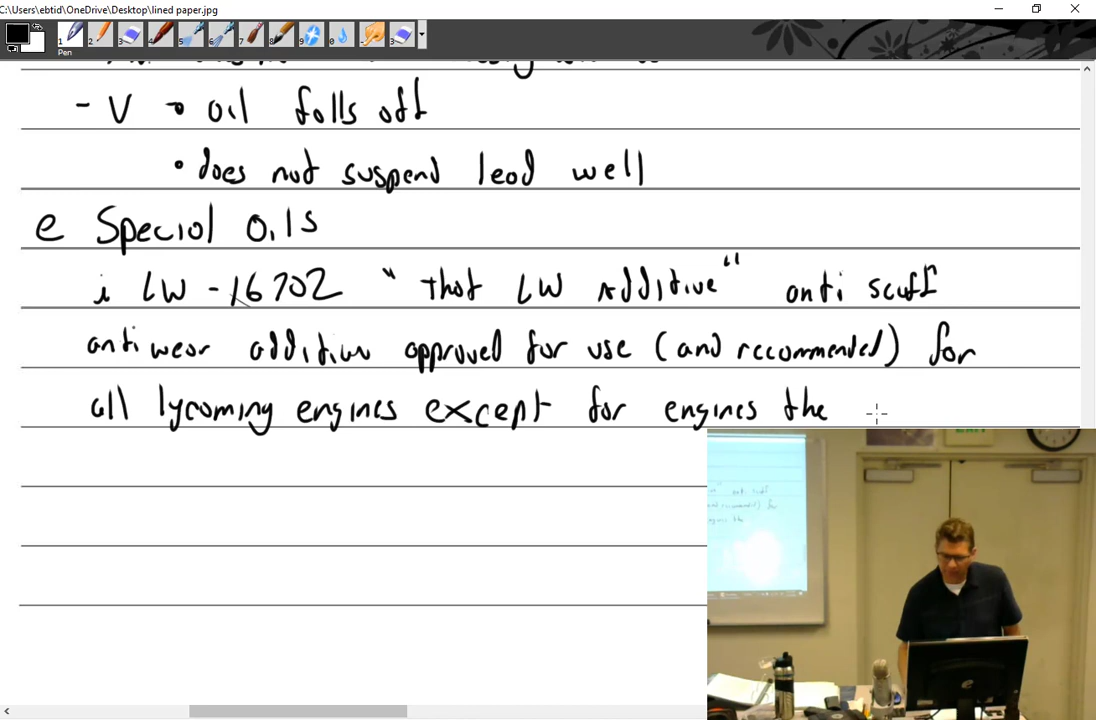 C:\Users\ebtid\OneDrive\Desktop\lined paper.jpg
Pen
- V • oil falls off
• does not suspend lead well
e Special Oils
i LW-16702 "that LW Additive" anti scuff
antiwear additive approved for use (and recommended) for
all lycoming engines except for engines the